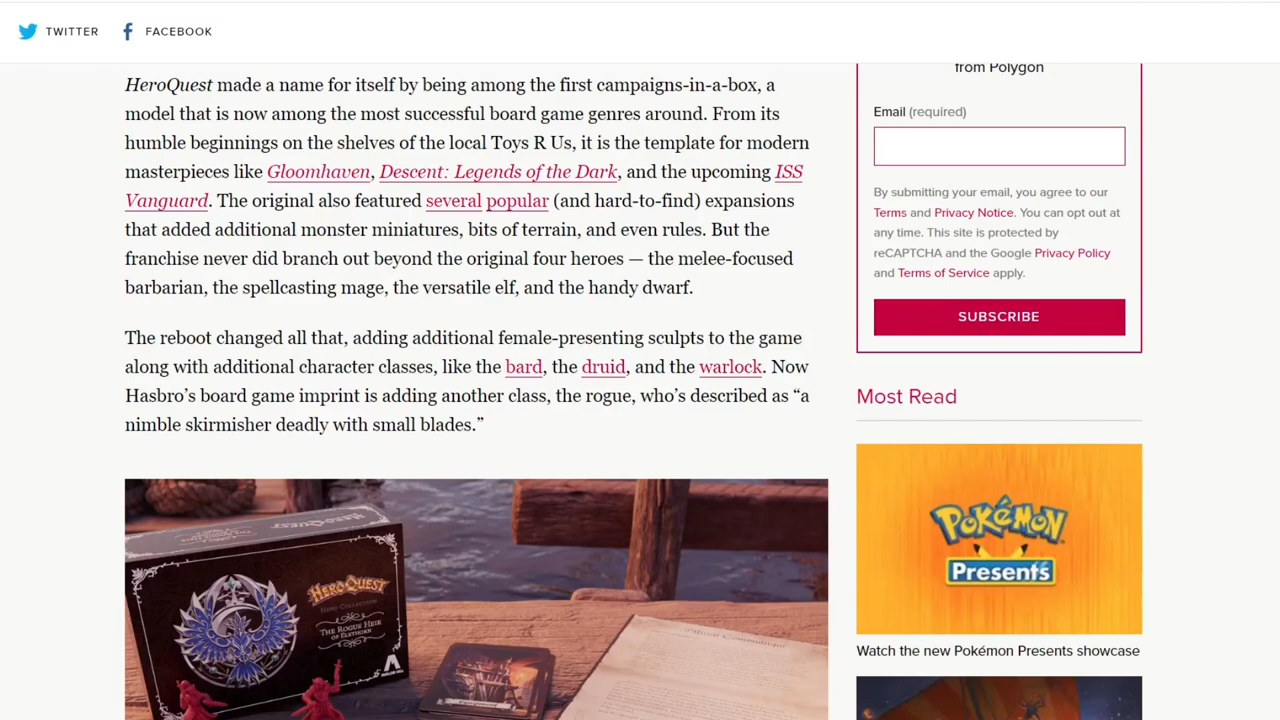 TWITTER
FACEBOOK
HeroQuest made a name for itself by being among the first campaigns-in-a-box, a
model that is now among the most successful board game genres around. From its
humble beginnings on the shelves of the local Toys R Us, it is the template for modern
masterpieces like Gloomhaven, Descent: Legends of the Dark, and the upcoming ISS
Vanguard. The original also featured several popular (and hard-to-find) expansions
that added additional monster miniatures, bits of terrain, and even rules. But the
franchise never did branch out beyond the original four heroes — the melee-focused
barbarian, the spellcasting mage, the versatile elf, and the handy dwarf.
The reboot changed all that, adding additional female-presenting sculpts to the game
along with additional character classes, like the bard, the druid, and the warlock. Now
Hasbro’s board game imprint is adding another class, the rogue, who’s described as “a
nimble skirmisher deadly with small blades.”
HEROQUEST
HERO COLLECTION
THE ROGUE HEIR
OF ELETHORN
AVALON HILL
from Polygon
Email (required)
By submitting your email, you agree to our
Terms and Privacy Notice. You can opt out at
any time. This site is protected by
reCAPTCHA and the Google Privacy Policy
and Terms of Service apply.
SUBSCRIBE
Most Read
POKéMON
Presents
Watch the new Pokémon Presents showcase